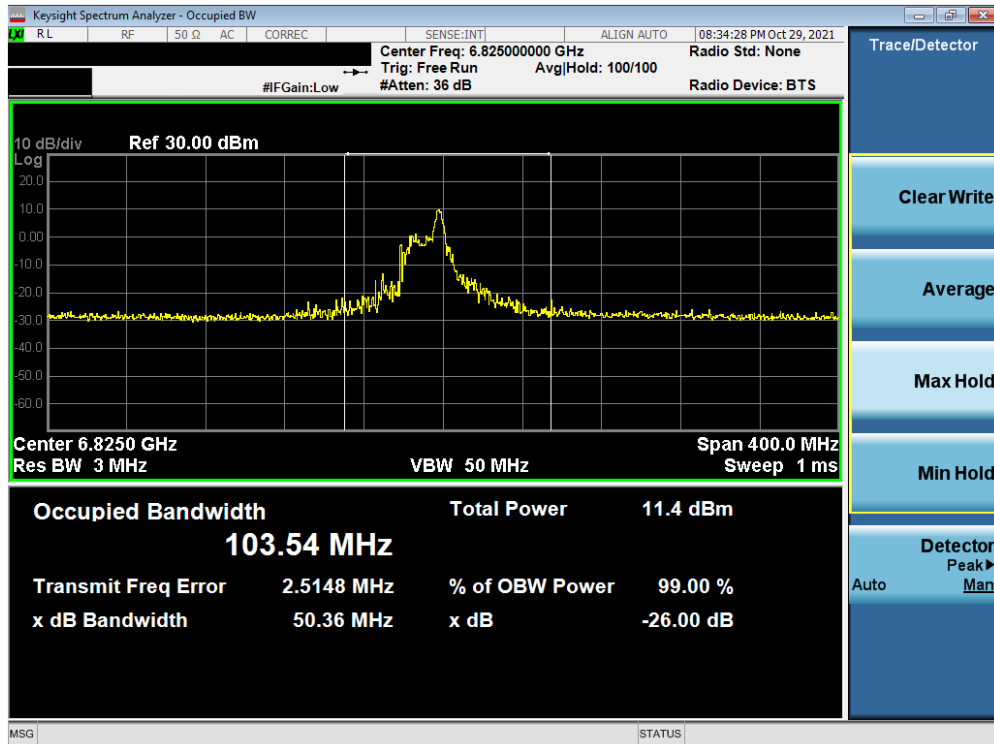 Keysight Spectrum Analyzer - Occupied BW
LXI RL RF 50 Ω AC CORREC SENSE:INT ALIGN AUTO 08:34:28 PM Oct 29, 2021
Center Freq: 6.825000000 GHz Radio Std: None
Trig: Free Run Avg|Hold: 100/100
#IFGain:Low #Atten: 36 dB Radio Device: BTS
10 dB/div Ref 30.00 dBm
Log
20.0
10.0
0.00
-10.0
-20.0
-30.0
-40.0
-50.0
-60.0
Center 6.8250 GHz Span 400.0 MHz
Res BW 3 MHz VBW 50 MHz Sweep 1 ms
Occupied Bandwidth Total Power 11.4 dBm
103.54 MHz
Transmit Freq Error 2.5148 MHz % of OBW Power 99.00 %
x dB Bandwidth 50.36 MHz x dB -26.00 dB
Trace/Detector
Clear Write
Average
Max Hold
Min Hold
Detector
Peak▶
Auto Man
MSG STATUS